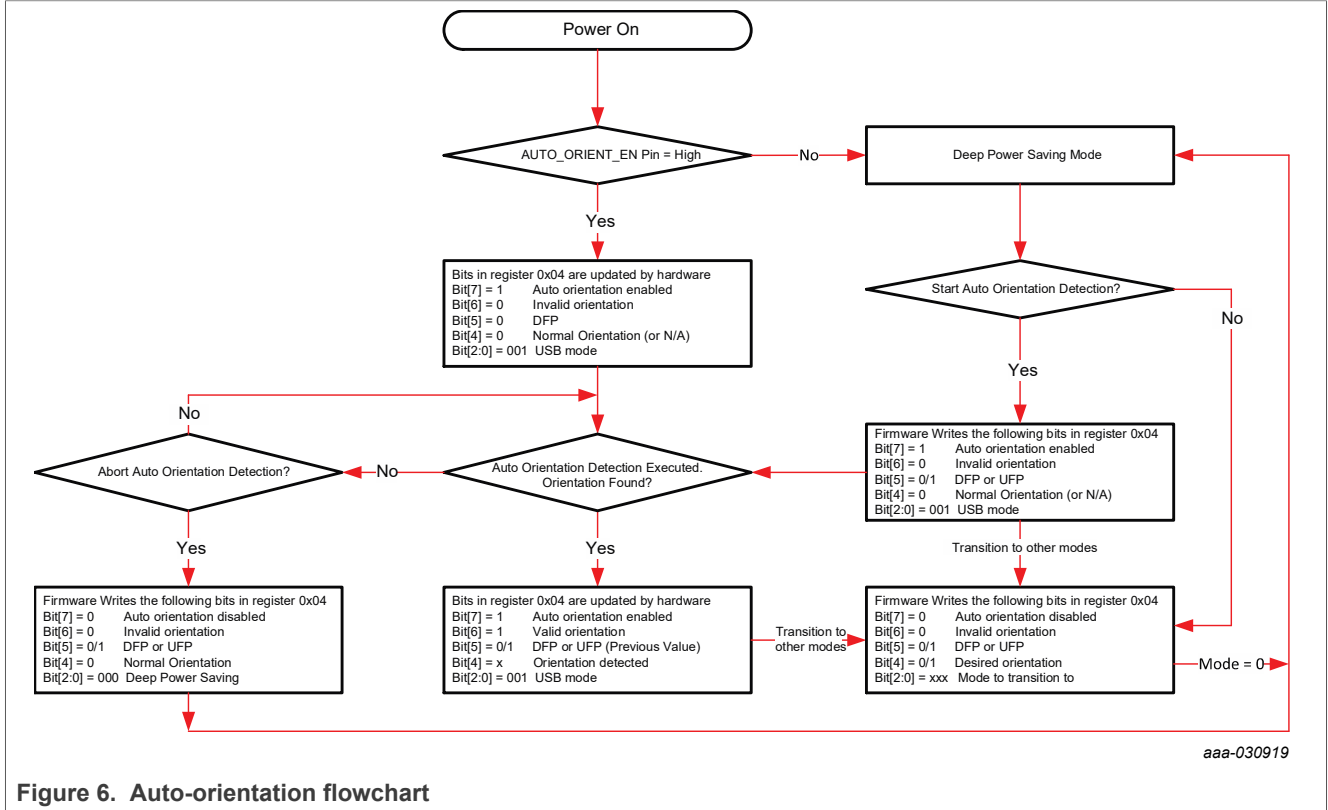 Power On
AUTO_ORIENT_EN Pin = High
No
Deep Power Saving Mode
Yes
Bits in register 0x04 are updated by hardware
Bit[7] = 1 Auto orientation enabled
Bit[6] = 0 Invalid orientation
Bit[5] = 0 DFP
Bit[4] = 0 Normal Orientation (or N/A)
Bit[2:0] = 001 USB mode
Start Auto Orientation Detection?
No
Yes
No
Abort Auto Orientation Detection?
No
Auto Orientation Detection Executed.
Orientation Found?
Firmware Writes the following bits in register 0x04
Bit[7] = 1 Auto orientation enabled
Bit[6] = 0 Invalid orientation
Bit[5] = 0/1 DFP or UFP
Bit[4] = 0 Normal Orientation (or N/A)
Bit[2:0] = 001 USB mode
Yes
Yes
Transition to other modes
Firmware Writes the following bits in register 0x04
Bit[7] = 0 Auto orientation disabled
Bit[6] = 0 Invalid orientation
Bit[5] = 0/1 DFP or UFP
Bit[4] = 0 Normal Orientation
Bit[2:0] = 000 Deep Power Saving
Bits in register 0x04 are updated by hardware
Bit[7] = 1 Auto orientation enabled
Bit[6] = 1 Valid orientation
Bit[5] = 0/1 DFP or UFP (Previous Value)
Bit[4] = x Orientation detected
Bit[2:0] = 001 USB mode
Transition to
other modes
Firmware Writes the following bits in register 0x04
Bit[7] = 0 Auto orientation disabled
Bit[6] = 0 Invalid orientation
Bit[5] = 0/1 DFP or UFP
Bit[4] = 0/1 Desired orientation
Bit[2:0] = xxx Mode to transition to
Mode = 0
aaa-030919
Figure 6. Auto-orientation flowchart